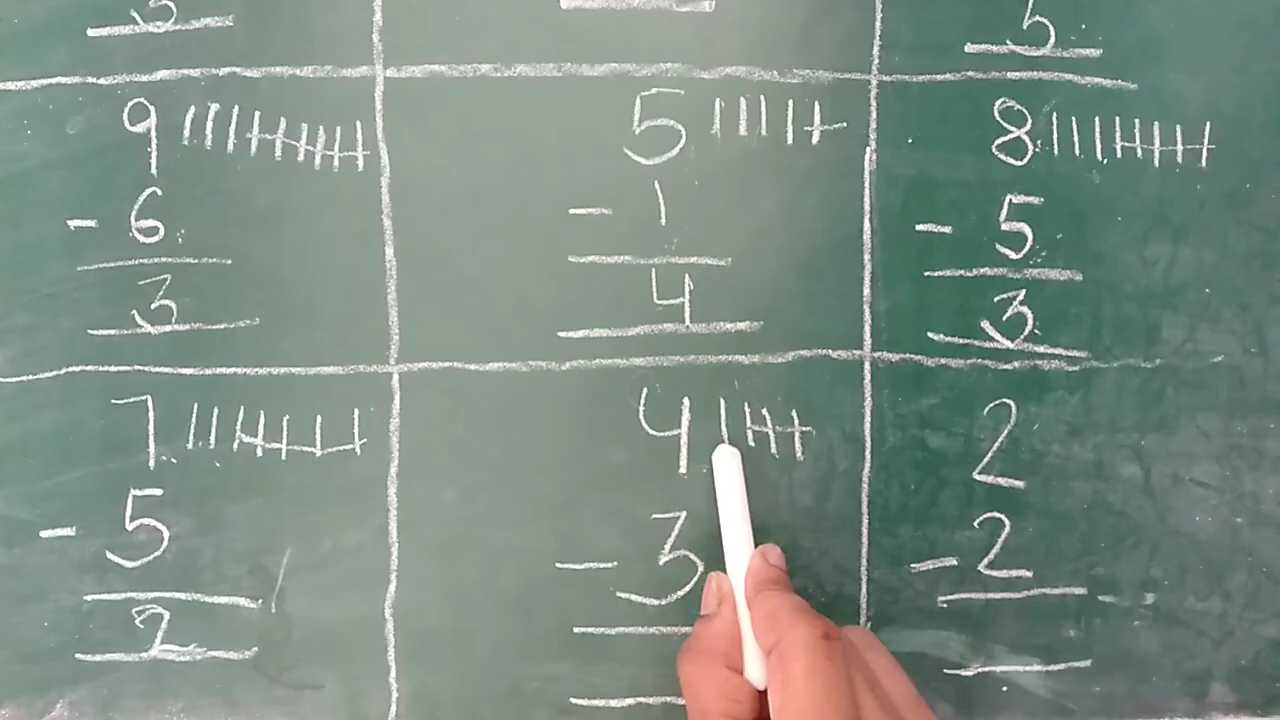 3 5
9 5 8
- 6 - 1 - 5
3 4 3
7 4 2
- 5 - 3 - 2
2